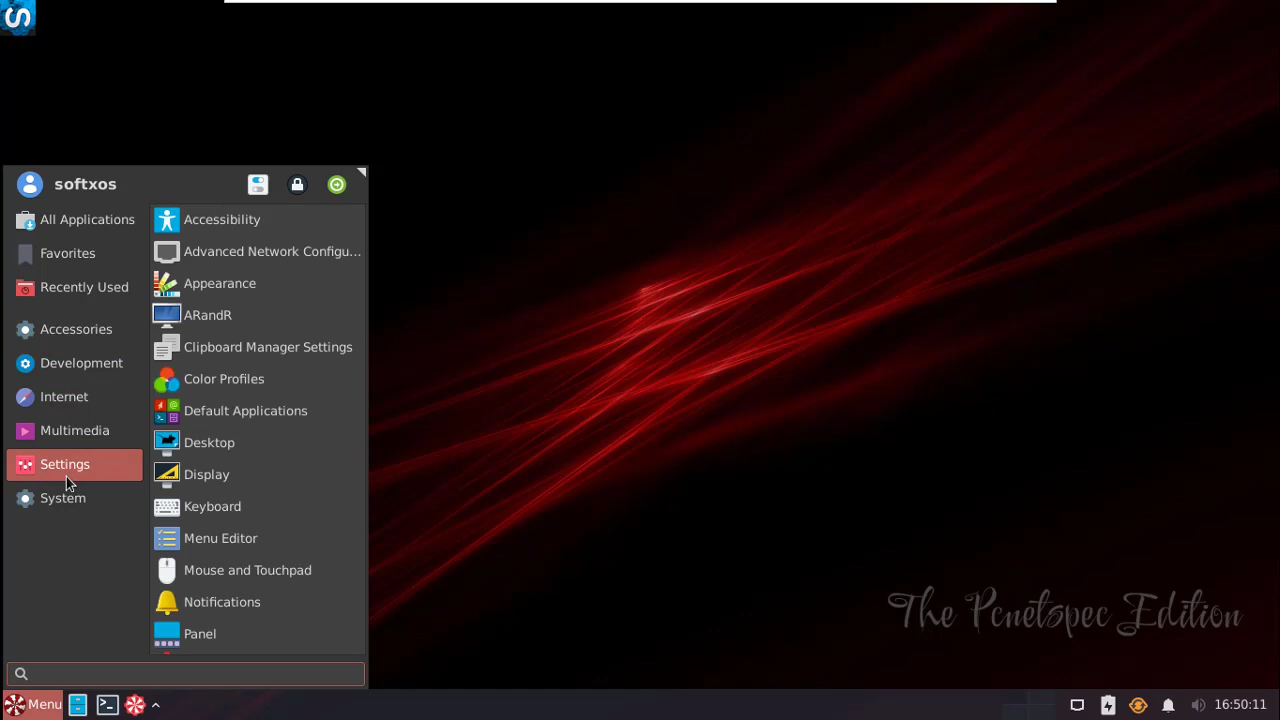 S
softxos
All Applications
Favorites
Recently Used
Accessories
Development
Internet
Multimedia
Settings
System
Accessibility
Advanced Network Configu...
Appearance
ARandR
Clipboard Manager Settings
Color Profiles
Default Applications
Desktop
Display
Keyboard
Menu Editor
Mouse and Touchpad
Notifications
Panel
The Penetspec Edition
Menu
16:50:11